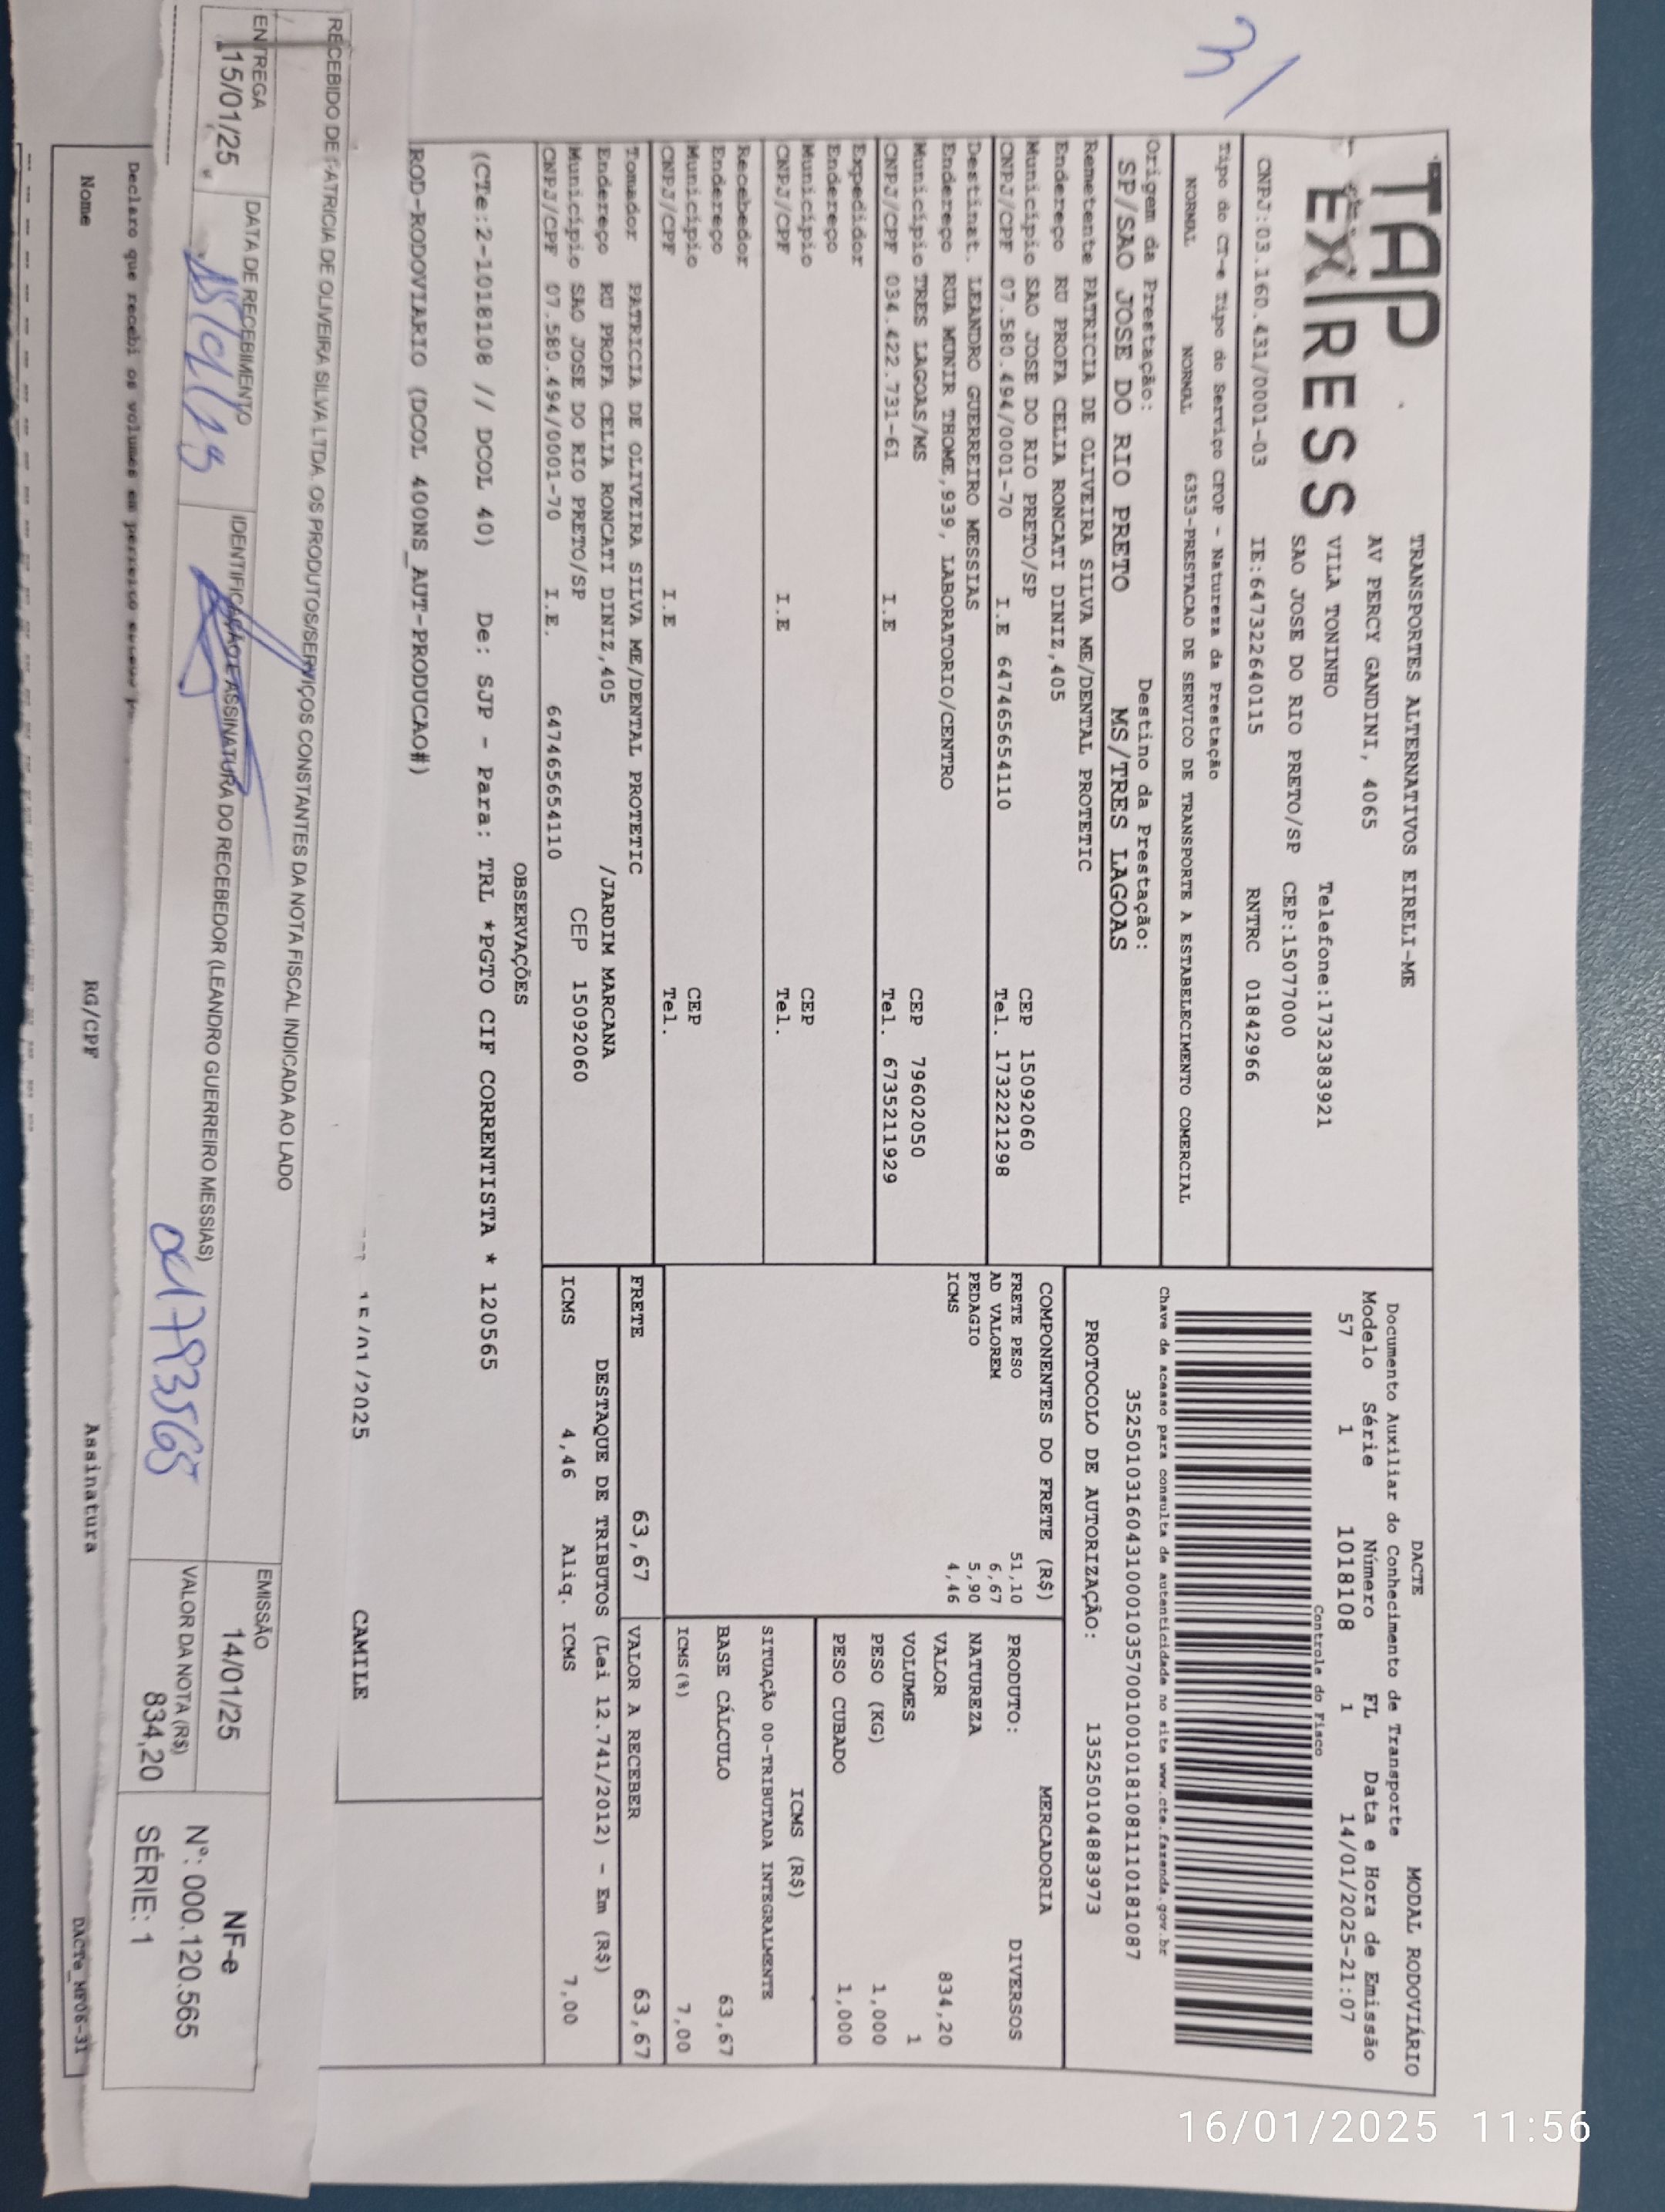 31
TAP
EXPRESS
TRANSPORTES ALTERNATIVOS EIRELI-ME
AV PERCY GANDINI, 4065
VILA TONINHO Telefone:1732383921
SAO JOSE DO RIO PRETO/SP CEP:15077000
CNPJ:03.160.431/0001-03 IE:647322640115 RNTRC 01842966
Tipo do CT-e Tipo do Serviço CFOP - Natureza da Prestação
NORMAL NORMAL 6353-PRESTACAO DE SERVICO DE TRANSPORTE A ESTABELECIMENTO COMERCIAL
Origem da Prestação: Destino da Prestação:
SP/SAO JOSE DO RIO PRETO MS/TRES LAGOAS
Remetente PATRICIA DE OLIVEIRA SILVA ME/DENTAL PROTETIC
Endereço RU PROFA CELIA RONCATI DINIZ,405
Município SAO JOSE DO RIO PRETO/SP CEP 15092060
CNPJ/CPF 07.580.494/0001-70 I.E 647465654110 Tel. 1732221298
Destinat. LEANDRO GUERREIRO MESSIAS
Endereço RUA MUNIR THOME,939, LABORATORIO/CENTRO
Município TRES LAGOAS/MS CEP 79602050
CNPJ/CPF 034.422.731-61 I.E Tel. 6735211929
Expedidor
Endereço
Município CEP
CNPJ/CPF I.E Tel.
Recebedor
Endereço
Município CEP
CNPJ/CPF I.E Tel.
Tomador PATRICIA DE OLIVEIRA SILVA ME/DENTAL PROTETIC
Endereço RU PROFA CELIA RONCATI DINIZ,405 /JARDIM MARCANA
Município SAO JOSE DO RIO PRETO/SP CEP 15092060
CNPJ/CPF 07.580.494/0001-70 I.E. 647465654110
DACTE MODAL RODOVIÁRIO
Documento Auxiliar do Conhecimento de Transporte
Modelo Série Número FL Data e Hora de Emissão
57 1 1018108 1 14/01/2025-21:07
Controle do Fisco
Chave de acesso para consulta de autenticidade no site www.cte.fazenda.gov.br
35250103160431000103570010010181081110181087
PROTOCOLO DE AUTORIZAÇÃO: 135250104883973
COMPONENTES DO FRETE (R$)
FRETE PESO 51,10
AD VALOREM 6,67
PEDAGIO 5,90
ICMS 4,46
MERCADORIA
PRODUTO: DIVERSOS
NATUREZA
VALOR 834,20
VOLUMES 1
PESO (KG) 1,000
PESO CUBADO 1,000
ICMS (R$)
SITUAÇÃO 00-TRIBUTADA INTEGRALMENTE
BASE CÁLCULO 63,67
ICMS(%) 7,00
FRETE 63,67 VALOR A RECEBER 63,67
DESTAQUE DE TRIBUTOS (Lei 12.741/2012) - Em (R$)
ICMS 4,46 Aliq. ICMS 7,00
OBSERVAÇÕES
(CTe:2-1018108 // DCOL 40) De: SJP - Para: TRL *PGTO CIF CORRENTISTA * 120565
ROD-RODOVIARIO (DCOL 400NS_AUT-PRODUCAO#)
15/01/2025 CAMILE
RECEBIDO DE PATRICIA DE OLIVEIRA SILVA LTDA. OS PRODUTOS/SERVIÇOS CONSTANTES DA NOTA FISCAL INDICADA AO LADO
ENTREGA DATA DE RECEBIMENTO IDENTIFICAÇÃO E ASSINATURA DO RECEBEDOR (LEANDRO GUERREIRO MESSIAS)
15/01/25
EMISSÃO
14/01/25
VALOR DA NOTA (R$)
834,20
NF-e
Nº: 000.120.565
SÉRIE: 1
Declaro que recebi os volumes em perfeito
Nome RG/CPF Assinatura
16/01/2025 11:56